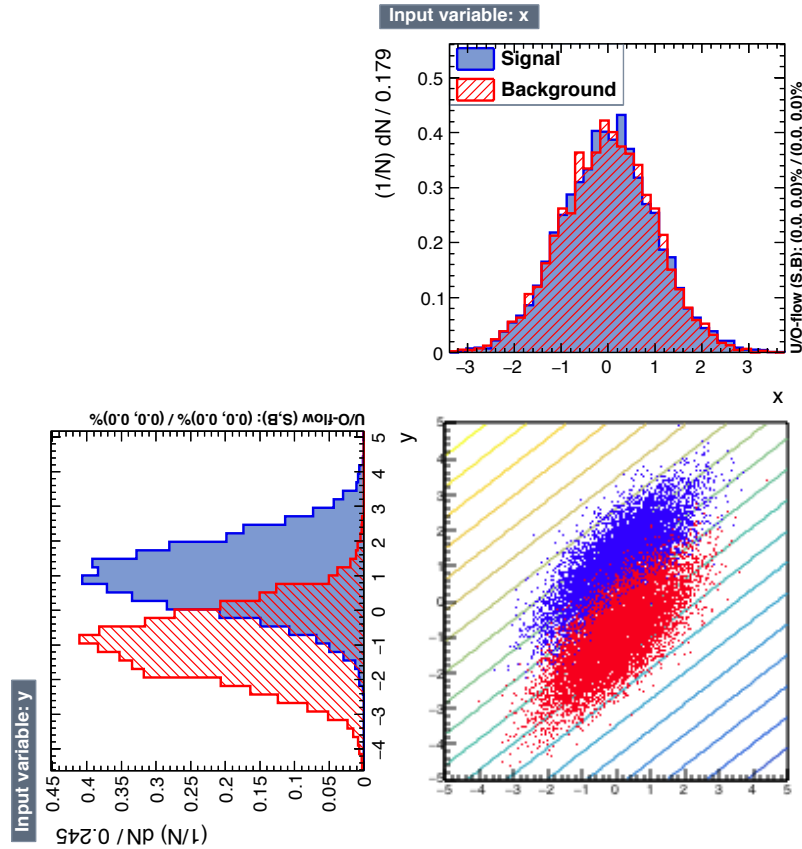 Input variable: x
(1/N) dN / 0.179
Signal
Background
0.5
0.4
0.3
0.2
0.1
0
−3 −2 −1 0 1 2 3
x
U/O-flow (S,B): (0.0, 0.0)% / (0.0, 0.0)%
Input variable: y
(1/N) dN / 0.245
0.45 0.4 0.35 0.3 0.25 0.2 0.15 0.1 0.05 0
−4 −3 −2 −1 0 1 2 3 4 5
y
U/O-flow (S,B): (0.0, 0.0)% / (0.0, 0.0)%
5
4
3
2
1
0
−1
−2
−3
−4
−5
−5 −4 −3 −2 −1 0 1 2 3 4 5